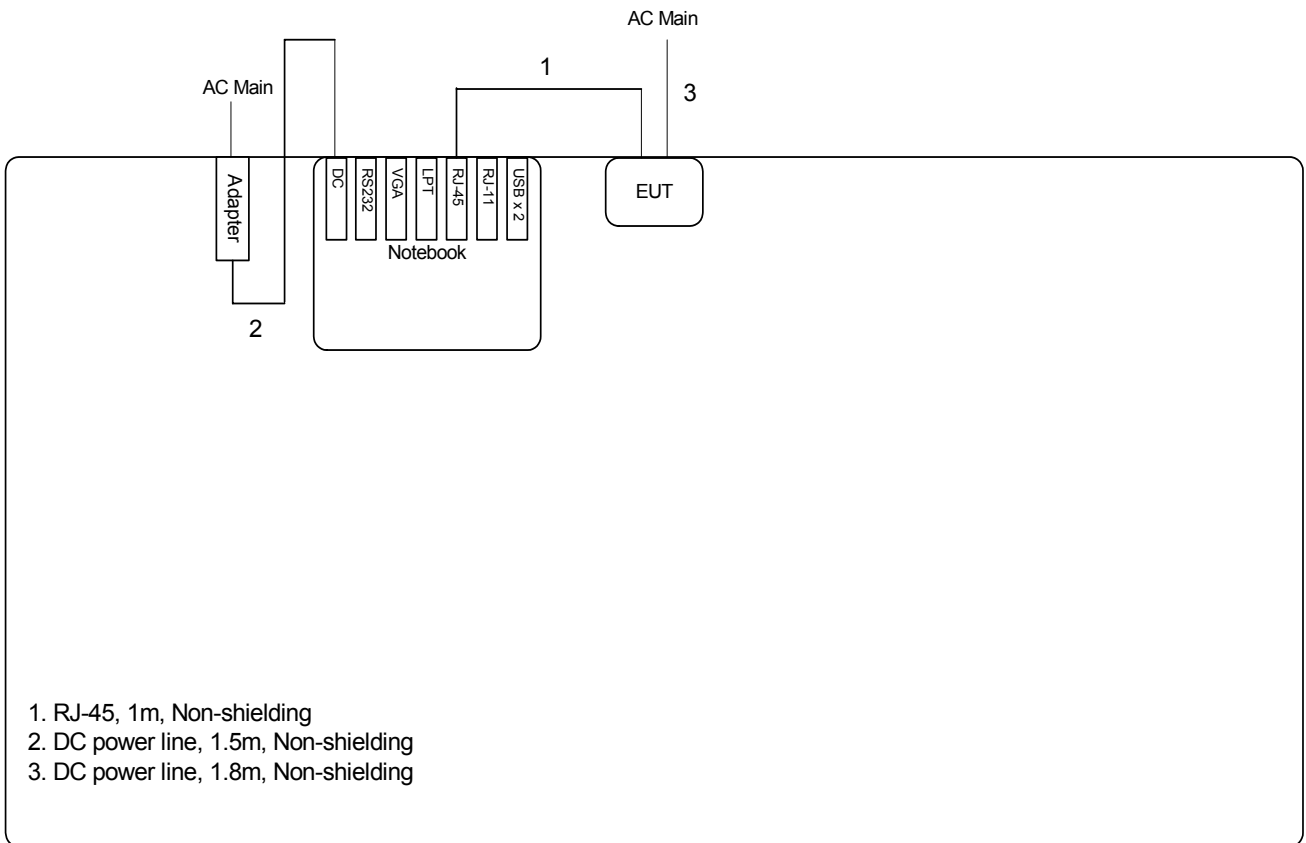 AC Main
1
AC Main
3
Adapter
DC
RS232
VGA
LPT
RJ-45
RJ-11
USB x 2
EUT
Notebook
2
1. RJ-45, 1m, Non-shielding
2. DC power line, 1.5m, Non-shielding
3. DC power line, 1.8m, Non-shielding